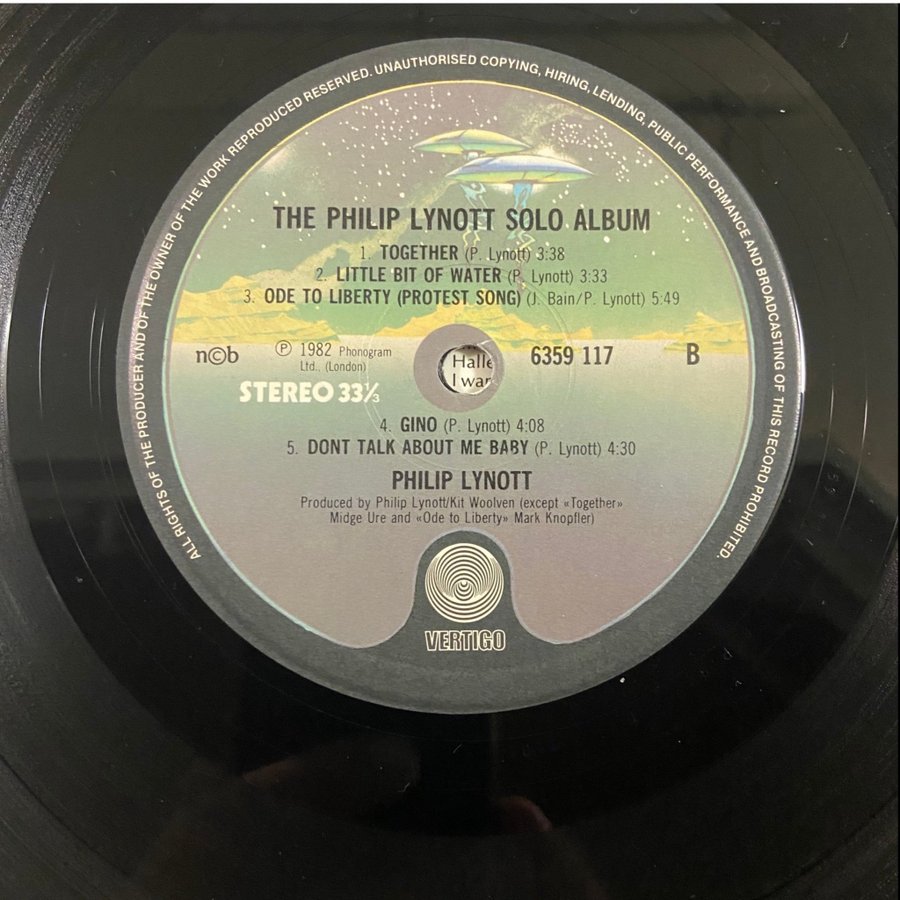 ALL RIGHTS OF THE PRODUCER AND OF THE OWNER OF THE WORK REPRODUCED RESERVED. UNAUTHORISED COPYING, HIRING, LENDING, PUBLIC PERFORMANCE AND BROADCASTING OF THIS RECORD PROHIBITED.
THE PHILIP LYNOTT SOLO ALBUM
1. TOGETHER (P. Lynott) 3:38
2. LITTLE BIT OF WATER (P. Lynott) 3:33
3. ODE TO LIBERTY (PROTEST SONG) (J. Bain/P. Lynott) 5:49
n©b ℗ 1982 Phonogram 6359 117 B
Ltd., (London)
Halle
I war
STEREO 33⅓
4. GINO (P. Lynott) 4:08
5. DONT TALK ABOUT ME BABY (P. Lynott) 4:30
PHILIP LYNOTT
Produced by Philip Lynott/Kit Woolven (except «Together»
Midge Ure and «Ode to Liberty» Mark Knopfler)
VERTIGO